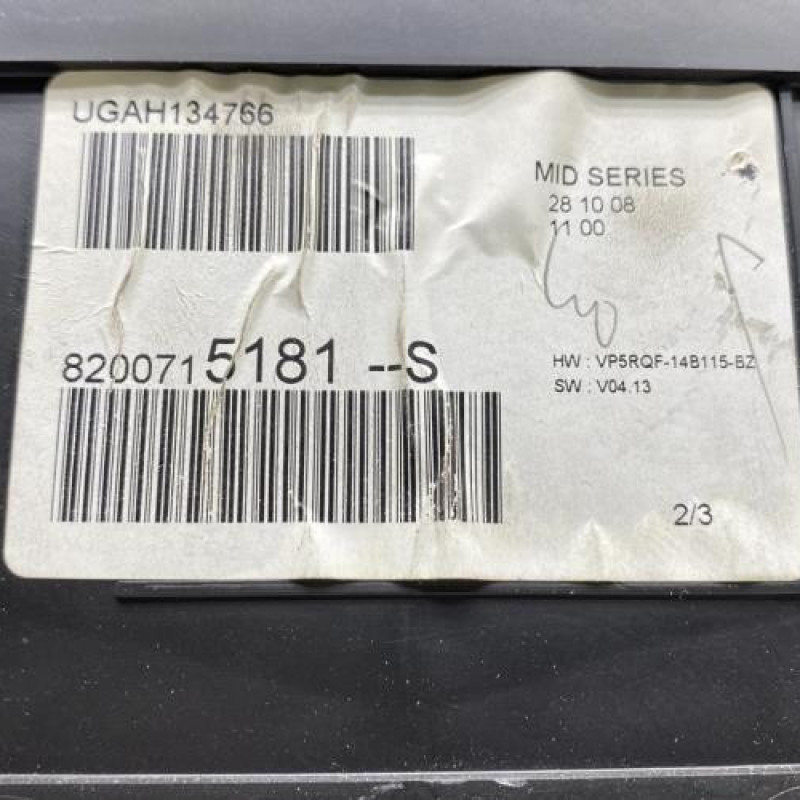 UGAH134766
MID SERIES
28 10 08
11 00
8200715181 --S
HW : VP5RQF-14B115-BZ
SW : V04.13
2/3